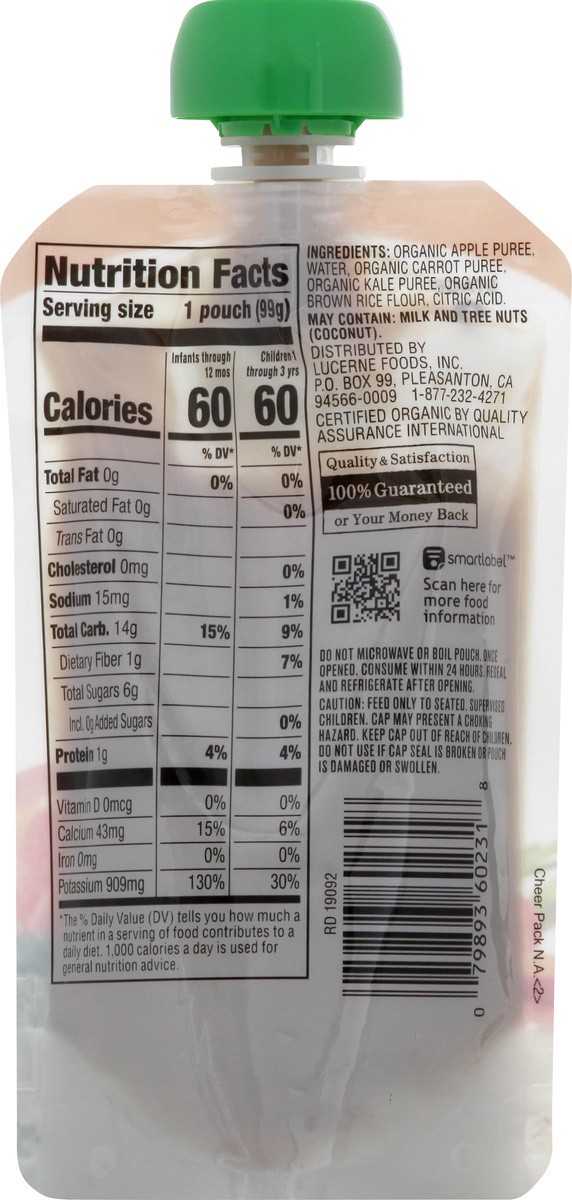 Nutrition Facts
Serving size 1 pouch (99g)
Infants through 12 mos
Children 1 through 3 yrs
Calories 60 60
% DV* % DV*
Total Fat 0g 0% 0%
Saturated Fat 0g 0%
Trans Fat 0g
Cholesterol 0mg 0%
Sodium 15mg 1%
Total Carb. 14g 15% 9%
Dietary Fiber 1g 7%
Total Sugars 6g
Incl. 0g Added Sugars 0%
Protein 1g 4% 4%
Vitamin D 0mcg 0% 0%
Calcium 43mg 15% 6%
Iron 0mg 0% 0%
Potassium 909mg 130% 30%
*The % Daily Value (DV) tells you how much a
nutrient in a serving of food contributes to a
daily diet. 1,000 calories a day is used for
general nutrition advice.
INGREDIENTS: ORGANIC APPLE PUREE,
WATER, ORGANIC CARROT PUREE,
ORGANIC KALE PUREE, ORGANIC
BROWN RICE FLOUR, CITRIC ACID.
MAY CONTAIN: MILK AND TREE NUTS
(COCONUT).
DISTRIBUTED BY
LUCERNE FOODS, INC.
P.O. BOX 99, PLEASANTON, CA
94566-0009 1-877-232-4271
CERTIFIED ORGANIC BY QUALITY
ASSURANCE INTERNATIONAL
Quality & Satisfaction
100% Guaranteed
or Your Money Back
smartlabel™
Scan here for
more food
information
DO NOT MICROWAVE OR BOIL POUCH. ONCE
OPENED, CONSUME WITHIN 24 HOURS. RESEAL
AND REFRIGERATE AFTER OPENING.
CAUTION: FEED ONLY TO SEATED, SUPERVISED
CHILDREN. CAP MAY PRESENT A CHOKING
HAZARD. KEEP CAP OUT OF REACH OF CHILDREN.
DO NOT USE IF CAP SEAL IS BROKEN OR POUCH
IS DAMAGED OR SWOLLEN.
RD 19092
0 79893 60231 8
Cheer Pack N.A.<2>